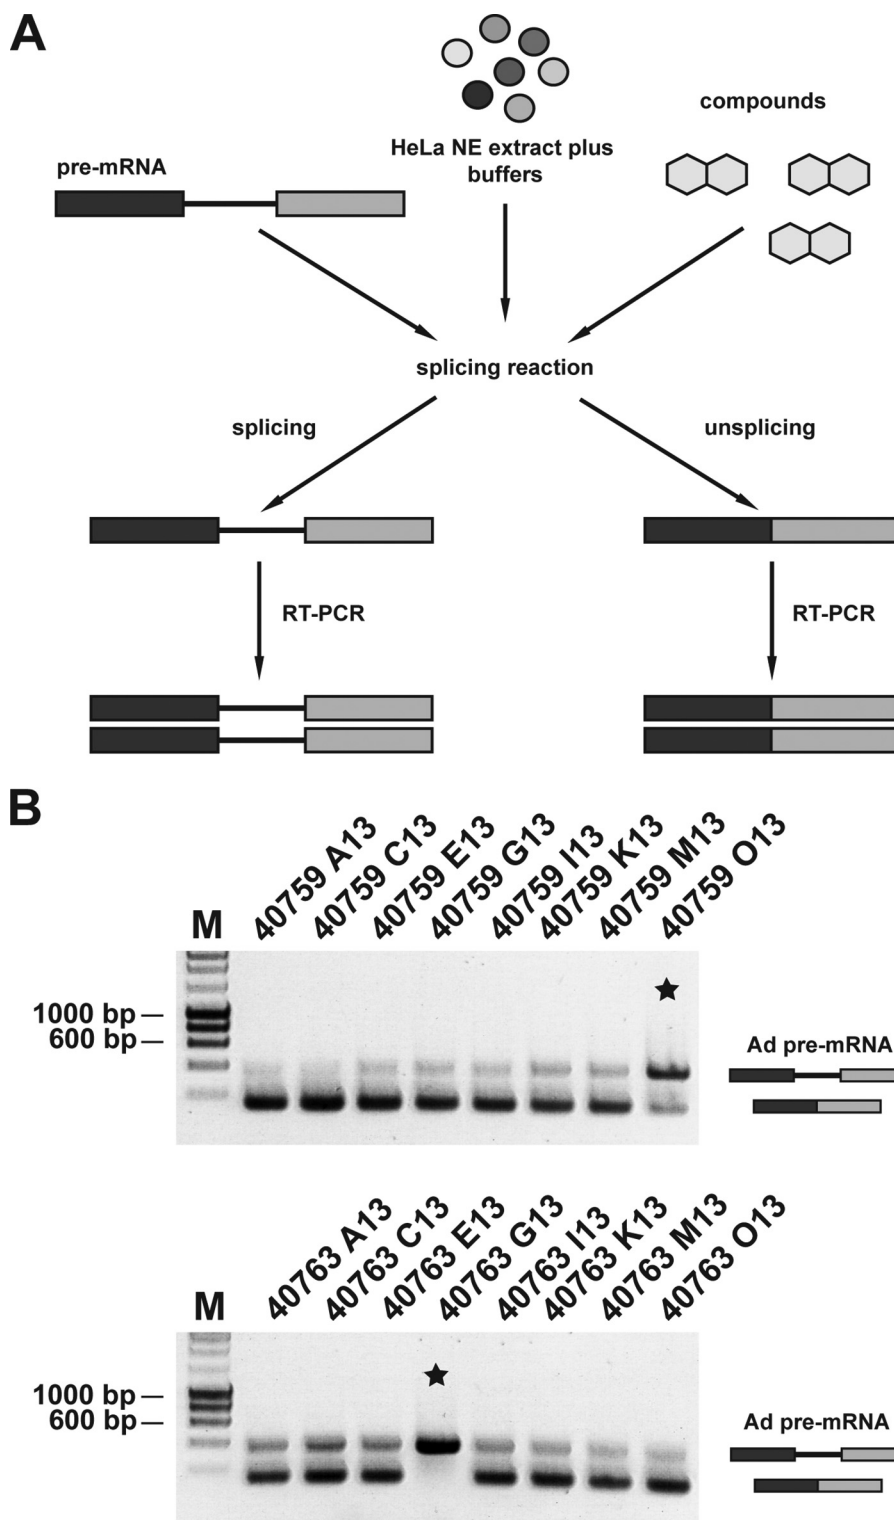 A
compounds
HeLa NE extract plus
buffers
pre-mRNA
splicing reaction
splicing
unsplicing
RT-PCR
RT-PCR
B
40759 A13
40759 C13
40759 E13
40759 G13
40759 I13
40759 K13
40759 M13
40759 O13
M
1000 bp
600 bp
Ad pre-mRNA
40763 A13
40763 C13
40763 E13
40763 G13
40763 I13
40763 K13
40763 M13
40763 O13
M
1000 bp
600 bp
Ad pre-mRNA